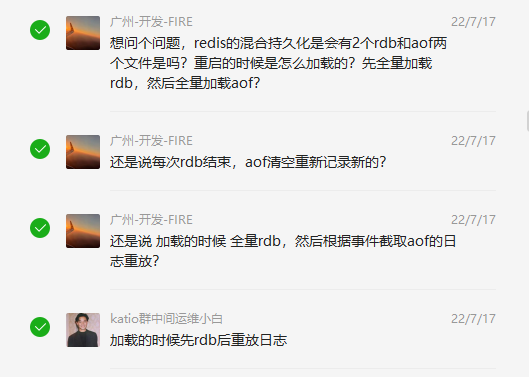 广州-开发-FIRE 22/7/17
想问个问题，redis的混合持久化是会有2个rdb和aof两
个文件是吗？重启的时候是怎么加载的？先全量加载
rdb，然后全量加载aof？
广州-开发-FIRE 22/7/17
还是说每次rdb结束，aof清空重新记录新的？
广州-开发-FIRE 22/7/17
还是说 加载的时候 全量rdb，然后根据事件截取aof的日
志重放？
katio群中间运维小白 22/7/17
加载的时候先rdb后重放日志